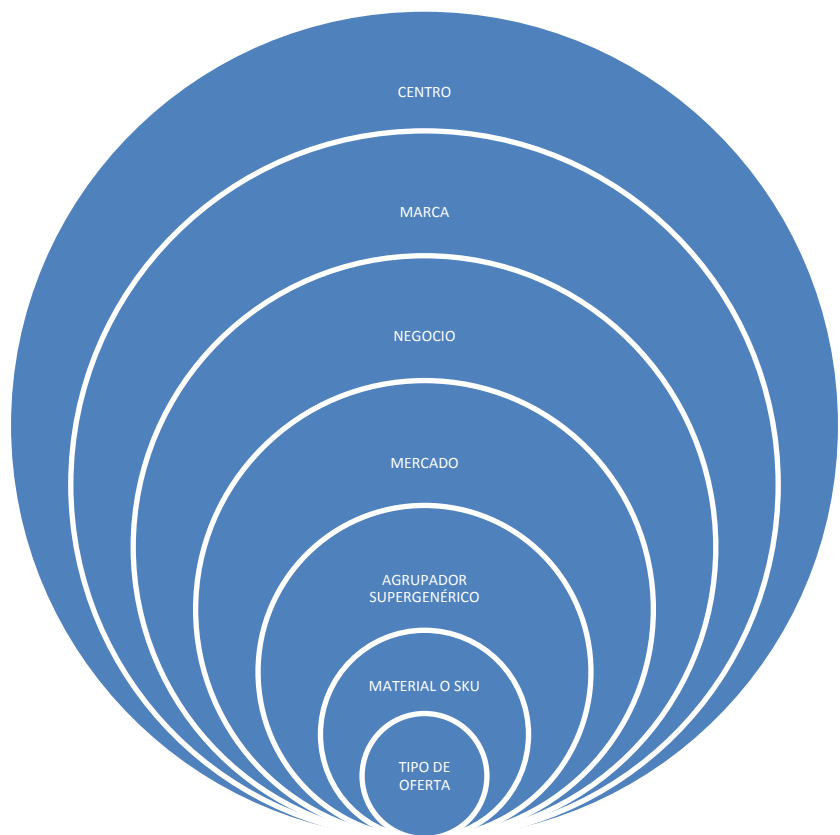 CENTRO
MARCA
NEGOCIO
MERCADO
AGRUPADOR
SUPERGENÉRICO
MATERIAL O SKU
TIPO DE
OFERTA